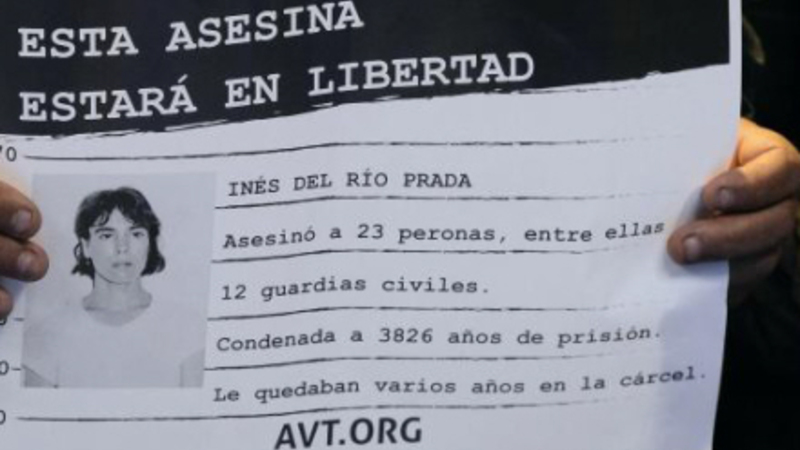 ESTA ASESINA
ESTARÁ EN LIBERTAD
INÉS DEL RÍO PRADA
Asesinó a 23 peronas, entre ellas
12 guardias civiles.
Condenada a 3826 años de prisión.
Le quedaban varios años en la cárcel.
AVT.ORG